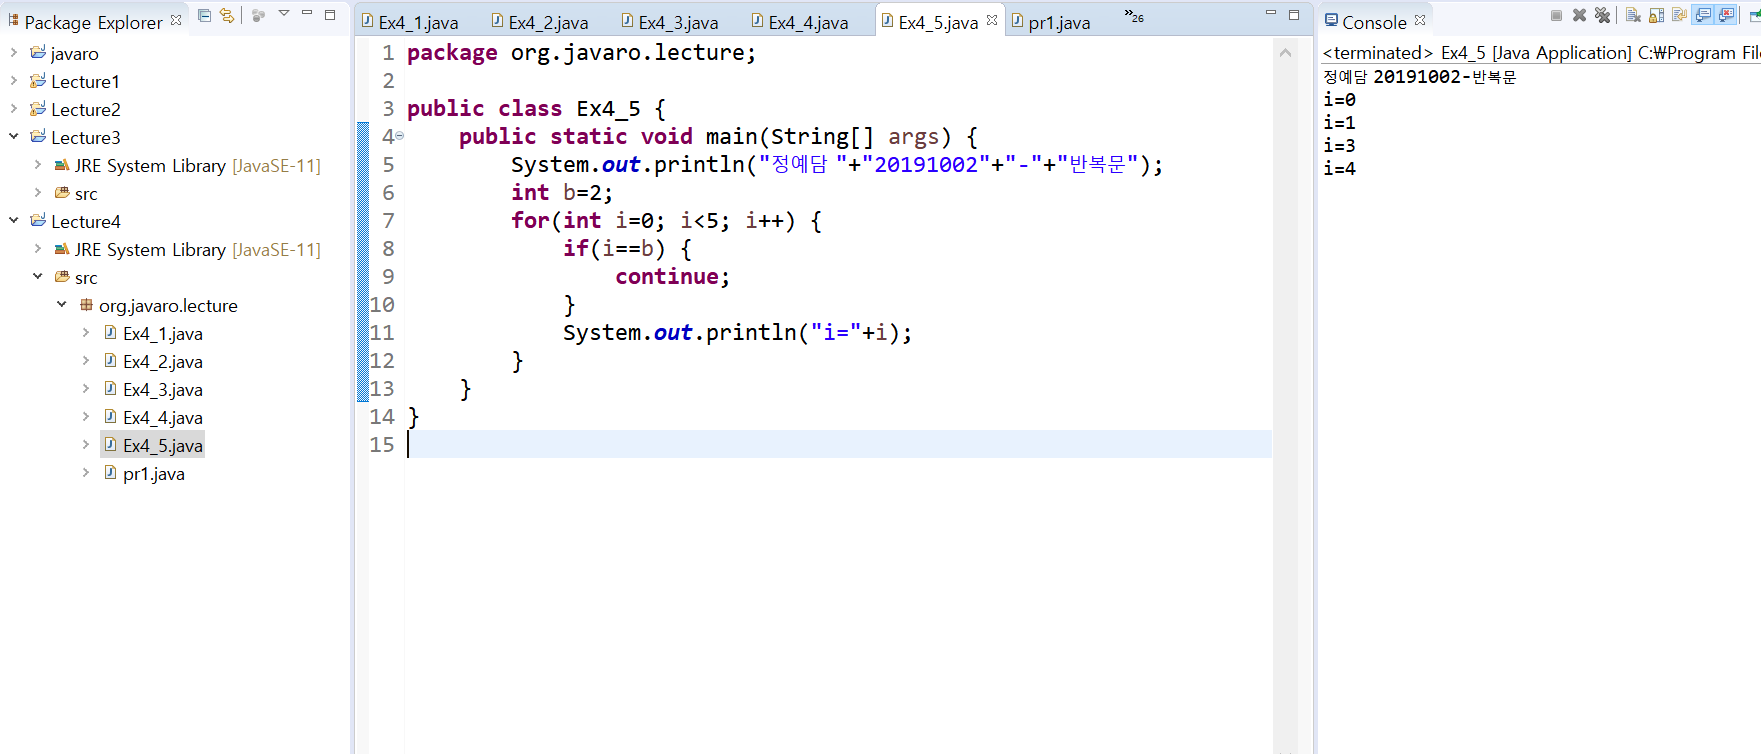 Package Explorer
javaro
Lecture1
Lecture2
Lecture3
JRE System Library [JavaSE-11]
src
Lecture4
JRE System Library [JavaSE-11]
src
org.javaro.lecture
Ex4_1.java
Ex4_2.java
Ex4_3.java
Ex4_4.java
Ex4_5.java
pr1.java
Ex4_1.java Ex4_2.java Ex4_3.java Ex4_4.java Ex4_5.java pr1.java »26
1 package org.javaro.lecture;
2
3 public class Ex4_5 {
4 public static void main(String[] args) {
5 System.out.println("정예담 "+"20191002"+"-"+"반복문");
6 int b=2;
7 for(int i=0; i<5; i++) {
8 if(i==b) {
9 continue;
10 }
11 System.out.println("i="+i);
12 }
13 }
14 }
15
Console
<terminated> Ex4_5 [Java Application] C:₩Program
정예담 20191002-반복문
i=0
i=1
i=3
i=4